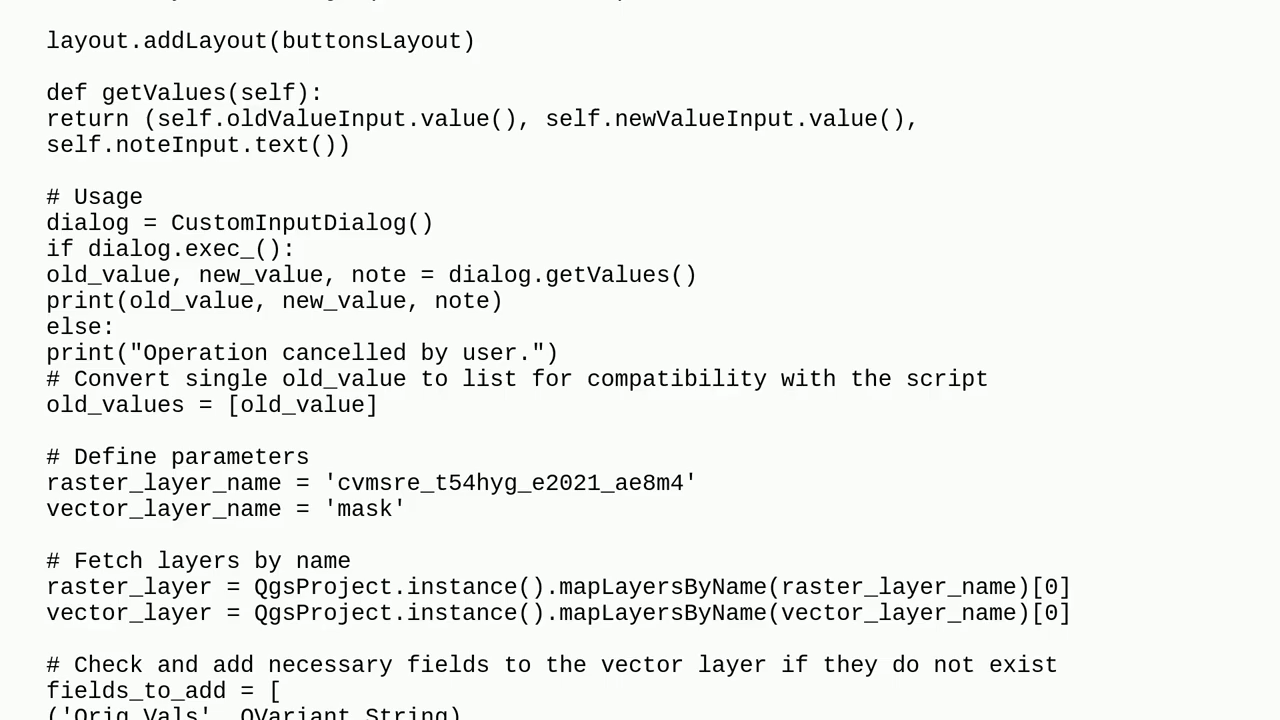 layout.addLayout(buttonsLayout)
def getValues(self):
return (self.oldValueInput.value(), self.newValueInput.value(),
self.noteInput.text())
# Usage
dialog = CustomInputDialog()
if dialog.exec_():
old_value, new_value, note = dialog.getValues()
print(old_value, new_value, note)
else:
print("Operation cancelled by user.")
# Convert single old_value to list for compatibility with the script
old_values = [old_value]
# Define parameters
raster_layer_name = 'cvmsre_t54hyg_e2021_ae8m4'
vector_layer_name = 'mask'
# Fetch layers by name
raster_layer = QgsProject.instance().mapLayersByName(raster_layer_name)[0]
vector_layer = QgsProject.instance().mapLayersByName(vector_layer_name)[0]
# Check and add necessary fields to the vector layer if they do not exist
fields_to_add = [
('Orig_Vals', QVariant.String),